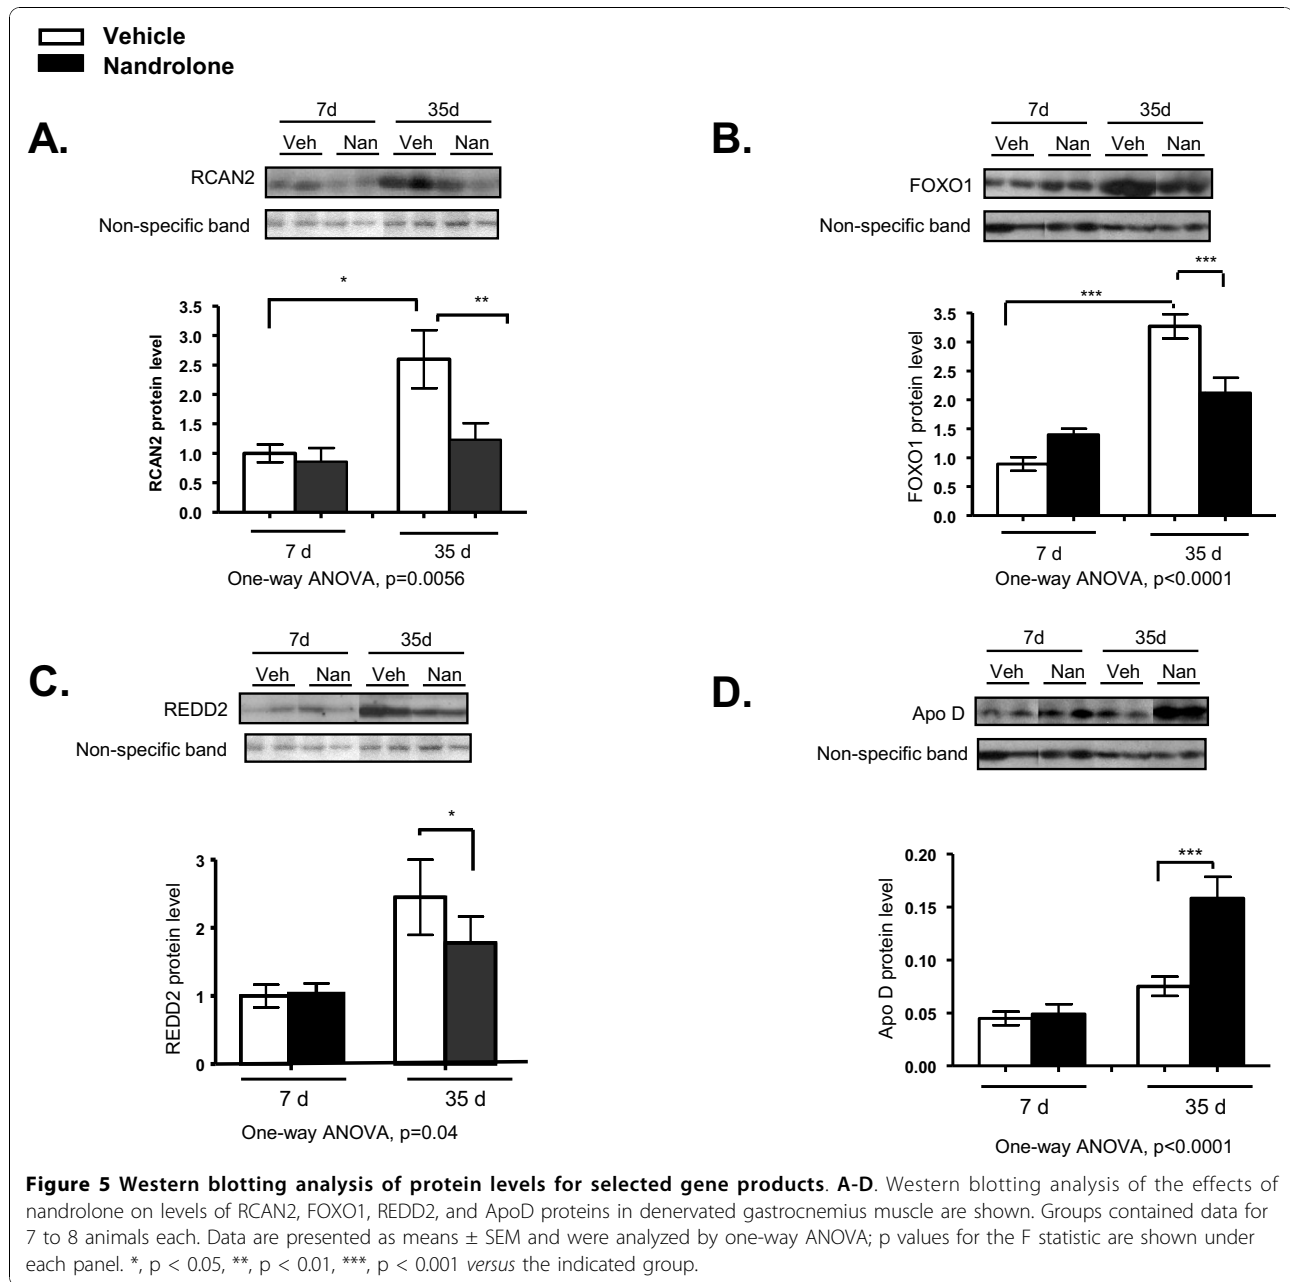 Vehicle
Nandrolone
A.
7d 35d
Veh Nan Veh Nan
RCAN2
Non-specific band
* **
RCAN2 protein level
3.5
3.0
2.5
2.0
1.5
1.0
0.5
0.0
7 d 35 d
One-way ANOVA, p=0.0056
B.
7d 35d
Veh Nan Veh Nan
FOXO1
Non-specific band
*** ***
FOXO1 protein level
3.5
3.0
2.5
2.0
1.5
1.0
0.5
0.0
7 d 35 d
One-way ANOVA, p<0.0001
C.
7d 35d
Veh Nan Veh Nan
REDD2
Non-specific band
*
REDD2 protein level
3
2
1
0
7 d 35 d
One-way ANOVA, p=0.04
D.
7d 35d
Veh Nan Veh Nan
Apo D
Non-specific band
***
Apo D protein level
0.20
0.15
0.10
0.05
0.00
7 d 35 d
One-way ANOVA, p<0.0001
Figure 5 Western blotting analysis of protein levels for selected gene products. A-D. Western blotting analysis of the effects of
nandrolone on levels of RCAN2, FOXO1, REDD2, and ApoD proteins in denervated gastrocnemius muscle are shown. Groups contained data for
7 to 8 animals each. Data are presented as means ± SEM and were analyzed by one-way ANOVA; p values for the F statistic are shown under
each panel. *, p < 0.05, **, p < 0.01, ***, p < 0.001 versus the indicated group.